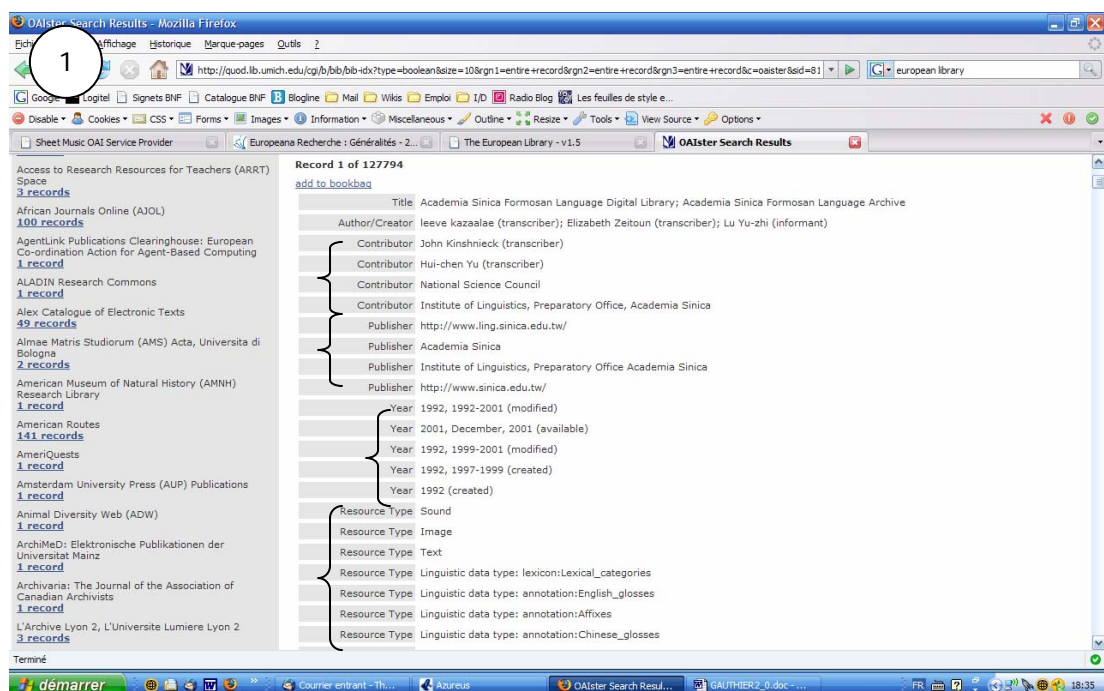 OAIster Search Results - Mozilla Firefox
Affichage Historique Marque-pages Outils ?
1
http://quod.lib.umich.edu/cgi/b/bib/bib-idx?type=boolean&size=10&rgn1=entire+record&rgn2=entire+record&rgn3=entire+record&c=oaister&sid=81 european library
Logitel Signets BNF Catalogue BNF Blogline Mail Wikis Emploi I/D Radio Blog Les feuilles de style e...
Disable Cookies CSS Forms Images Information Miscellaneous Outline Resize Tools View Source Options
Sheet Music OAI Service Provider Europeana Recherche : Généralités - 2... The European Library - v1.5 OAIster Search Results
Access to Research Resources for Teachers (ARRT)
Space
3 records
African Journals Online (AJOL)
100 records
AgentLink Publications Clearinghouse: European
Co-ordination Action for Agent-Based Computing
1 record
ALADIN Research Commons
1 record
Alex Catalogue of Electronic Texts
49 records
Almae Matris Studiorum (AMS) Acta, Universita di
Bologna
2 records
American Museum of Natural History (AMNH)
Research Library
1 record
American Routes
141 records
AmeriQuests
1 record
Amsterdam University Press (AUP) Publications
1 record
Animal Diversity Web (ADW)
1 record
ArchiMeD: Elektronische Publikationen der
Universitat Mainz
1 record
Archivaria: The Journal of the Association of
Canadian Archivists
1 record
L'Archive Lyon 2, L'Universite Lumiere Lyon 2
3 records
Record 1 of 127794
add to bookbag
Title Academia Sinica Formosan Language Digital Library; Academia Sinica Formosan Language Archive
Author/Creator leeve kazaalae (transcriber); Elizabeth Zeitoun (transcriber); Lu Yu-zhi (informant)
Contributor John Kinshnieck (transcriber)
Contributor Hui-chen Yu (transcriber)
Contributor National Science Council
Contributor Institute of Linguistics, Preparatory Office, Academia Sinica
Publisher http://www.ling.sinica.edu.tw/
Publisher Academia Sinica
Publisher Institute of Linguistics, Preparatory Office Academia Sinica
Publisher http://www.sinica.edu.tw/
Year 1992, 1992-2001 (modified)
Year 2001, December, 2001 (available)
Year 1992, 1999-2001 (modified)
Year 1992, 1997-1999 (created)
Year 1992 (created)
Resource Type Sound
Resource Type Image
Resource Type Text
Resource Type Linguistic data type: lexicon:Lexical_categories
Resource Type Linguistic data type: annotation:English_glosses
Resource Type Linguistic data type: annotation:Affixes
Resource Type Linguistic data type: annotation:Chinese_glosses
Terminé
démarrer Courrier entrant - Th... Azureus OAIster Search Resul... GAUTHIER2_0.doc -... FR 18:35